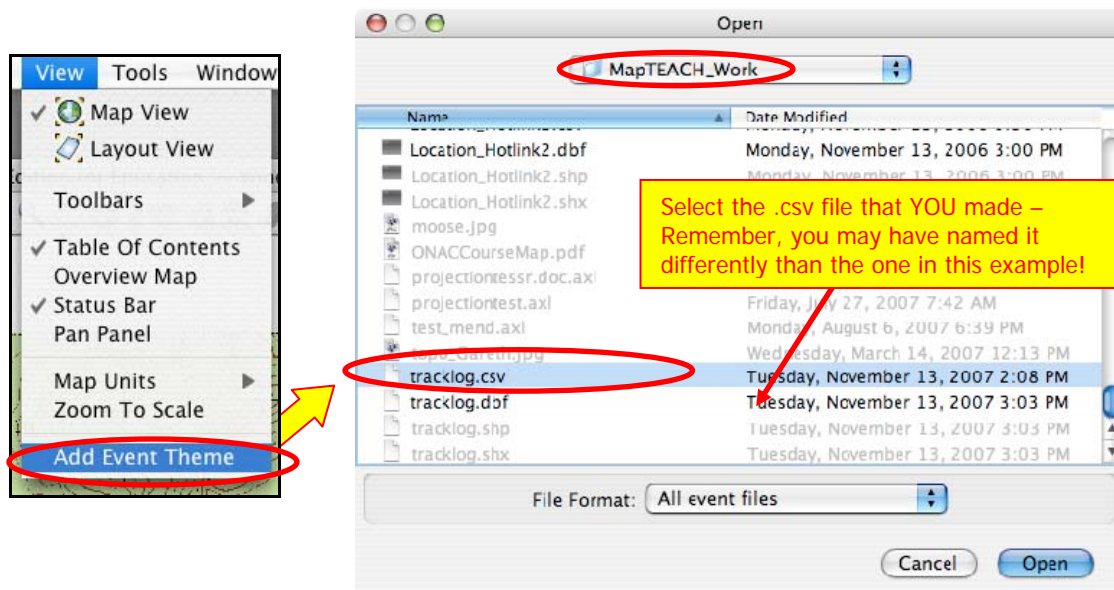 View Tools Window
Map View
Layout View
Toolbars
Table Of Contents
Overview Map
Status Bar
Pan Panel
Map Units
Zoom To Scale
Add Event Theme
Open
MapTEACH_Work
Name Date Modified
Location_Hotlink2.dbf Monday, November 13, 2006 3:00 PM
Location_Hotlink2.shp Monday, November 13, 2006 3:00 PM
Location_Hotlink2.shx
moose.jpg
ONACCourseMap.pdf
projectiontessr.doc.axl
projectiontest.axl Friday, July 27, 2007 7:42 AM
test_mend.axl Monday, August 6, 2007 6:39 PM
topo_Gareth.jpg Wednesday, March 14, 2007 12:13 PM
tracklog.csv Tuesday, November 13, 2007 2:08 PM
tracklog.dbf Tuesday, November 13, 2007 3:03 PM
tracklog.shp Tuesday, November 13, 2007 3:03 PM
tracklog.shx Tuesday, November 13, 2007 3:03 PM
Select the .csv file that YOU made –
Remember, you may have named it
differently than the one in this example!
File Format: All event files
Cancel Open